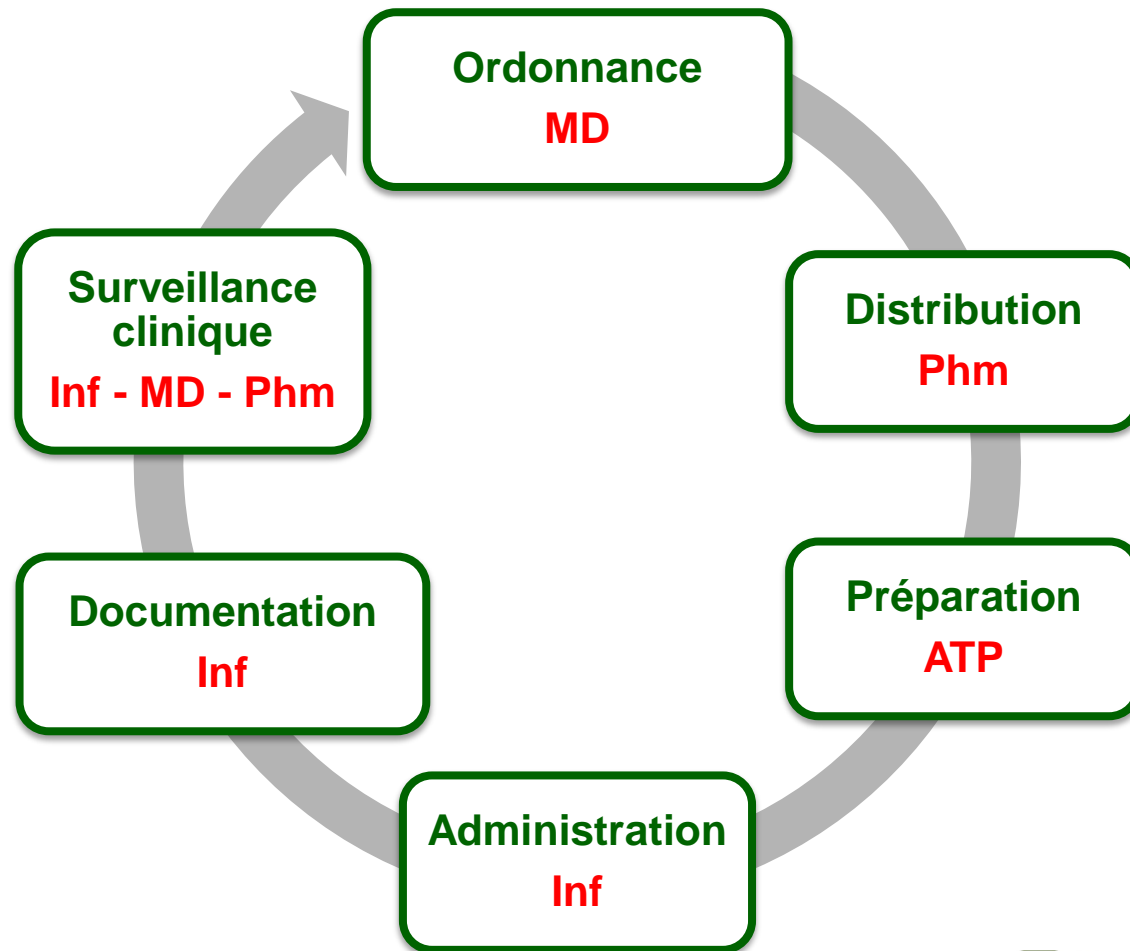 Ordonnance
MD
Distribution
Phm
Préparation
ATP
Administration
Inf
Documentation
Inf
Surveillance
clinique
Inf - MD - Phm